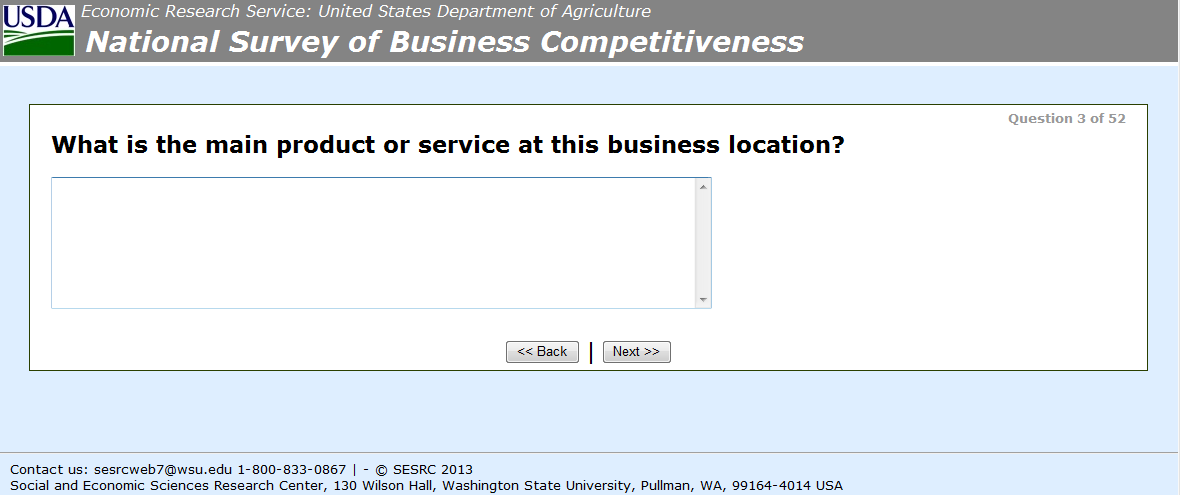 USDA
Economic Research Service: United States Department of Agriculture
National Survey of Business Competitiveness
Question 3 of 52
What is the main product or service at this business location?
<< Back | Next >>
Contact us: sesrcweb7@wsu.edu 1-800-833-0867 | - © SESRC 2013
Social and Economic Sciences Research Center, 130 Wilson Hall, Washington State University, Pullman, WA, 99164-4014 USA